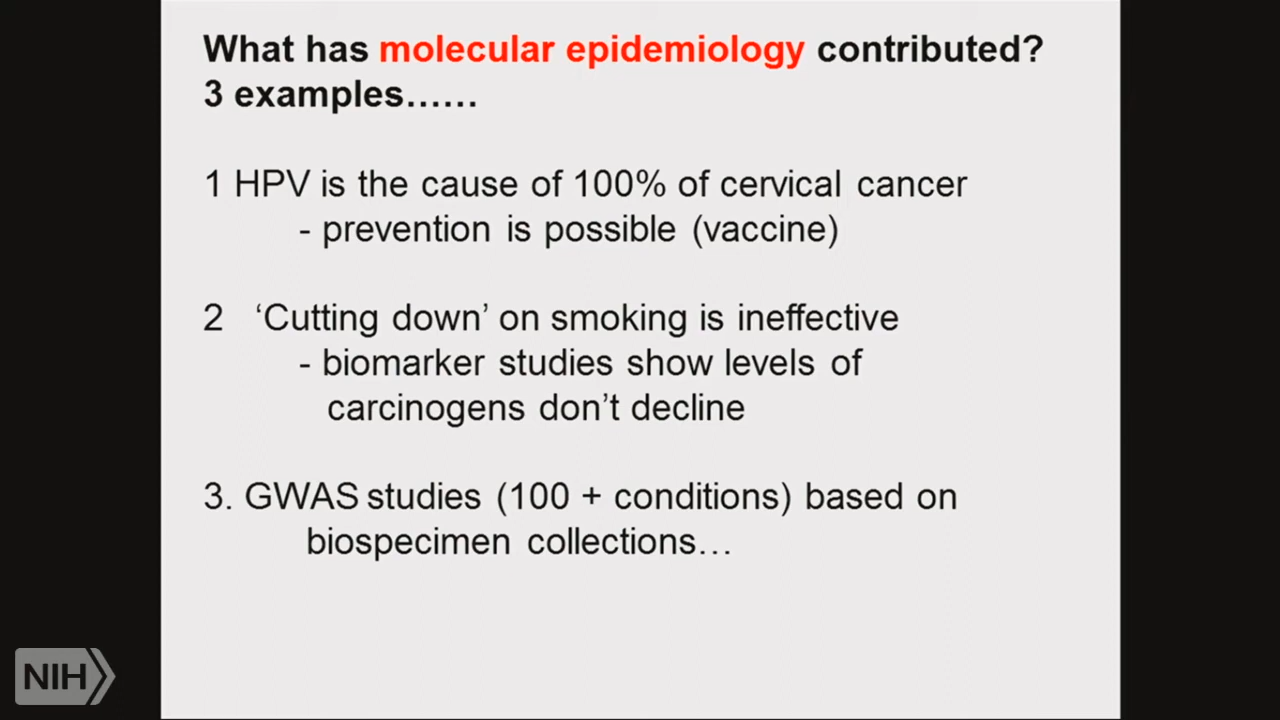 What has molecular epidemiology contributed?
3 examples……
1 HPV is the cause of 100% of cervical cancer
- prevention is possible (vaccine)
2 ‘Cutting down’ on smoking is ineffective
- biomarker studies show levels of
carcinogens don’t decline
3. GWAS studies (100 + conditions) based on
biospecimen collections…
NIH